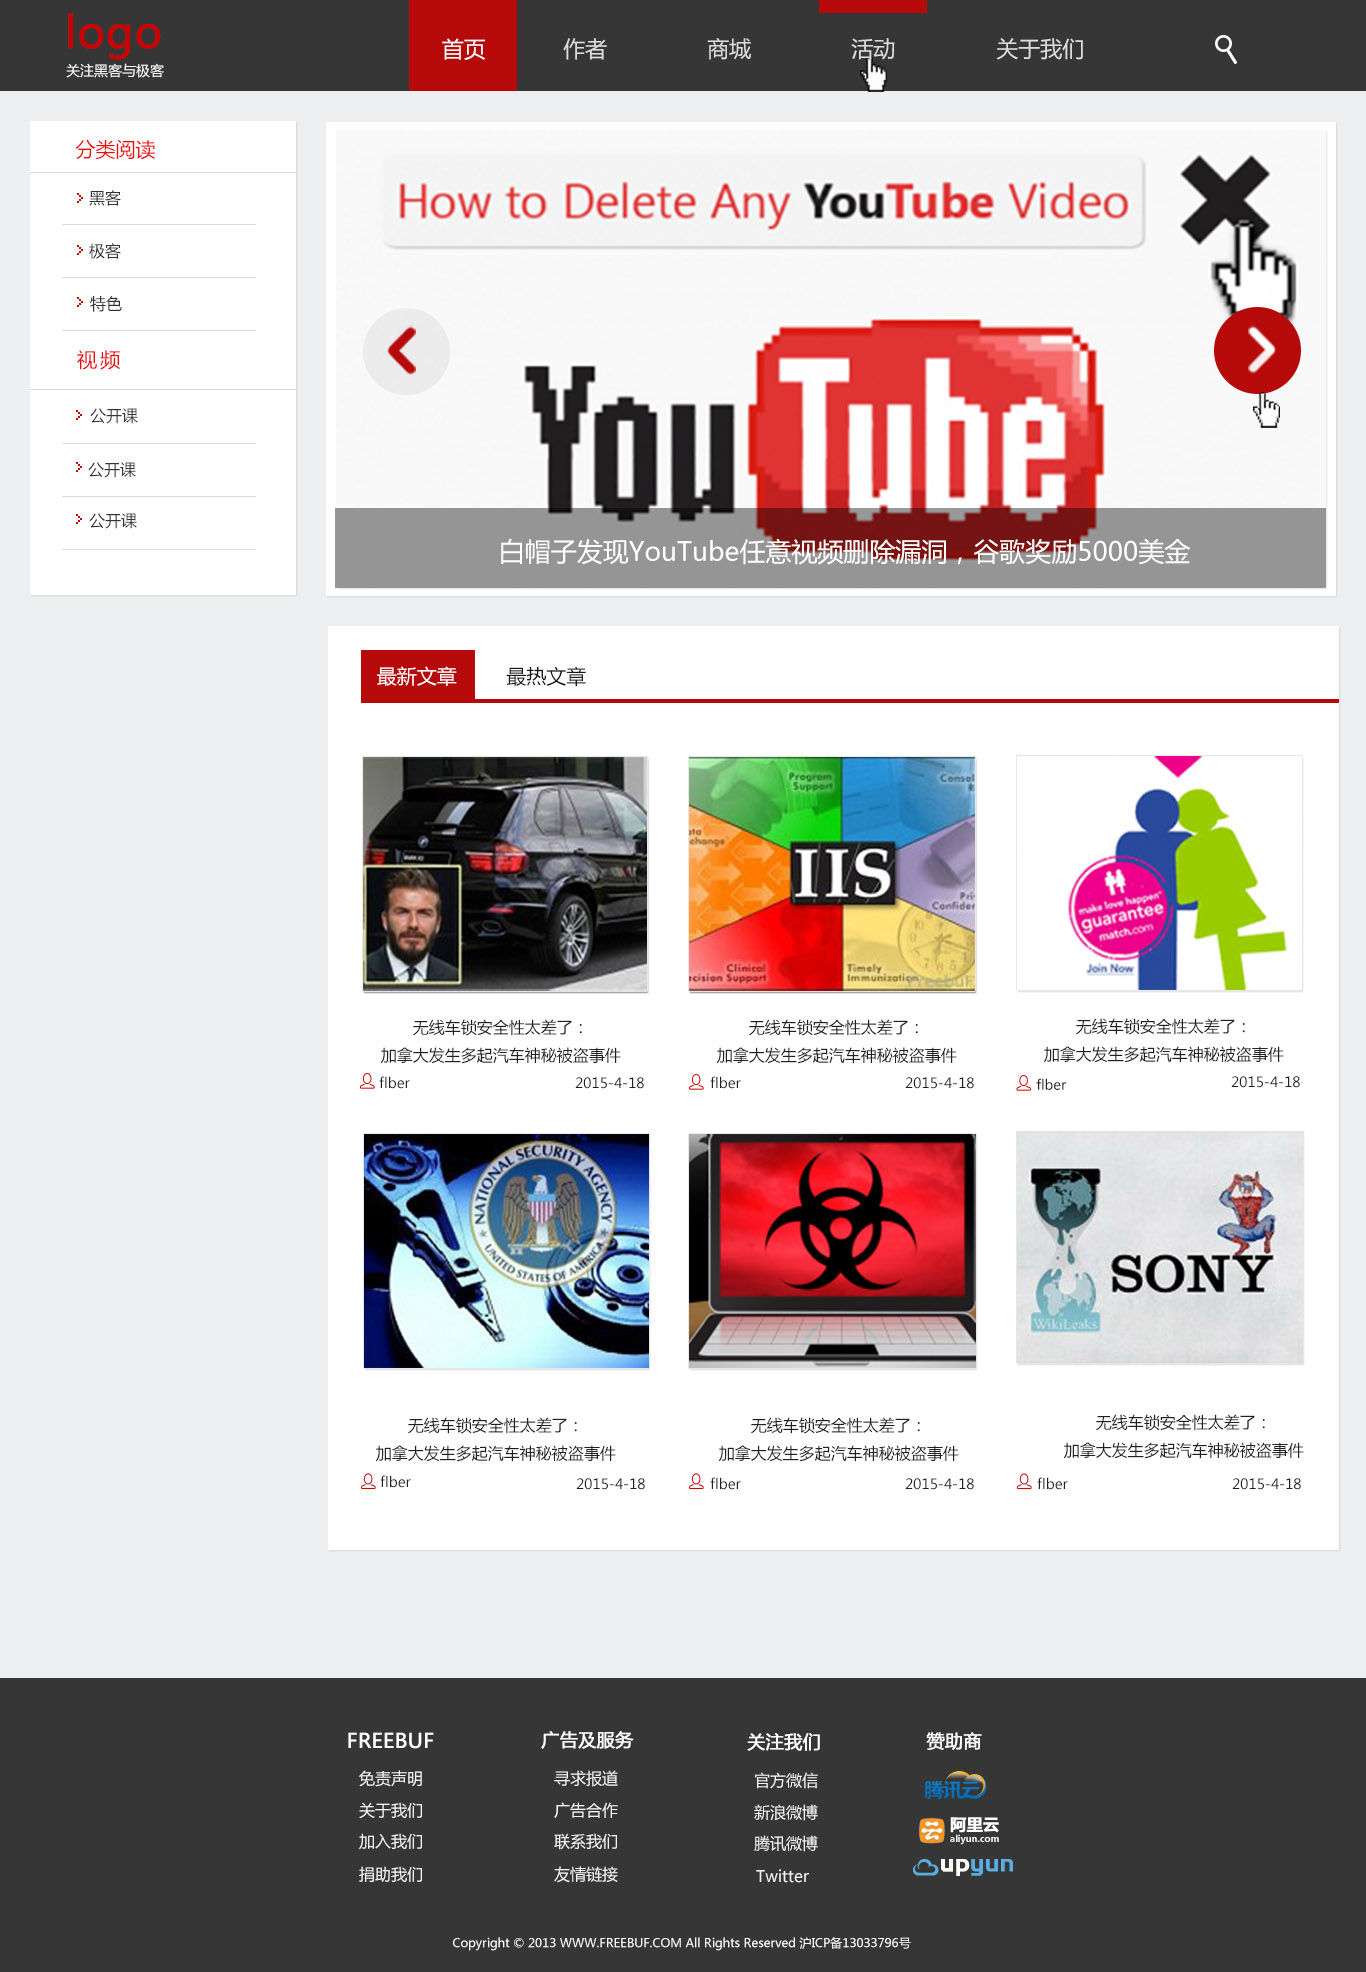 logo
关注黑客与极客
首页
作者
商城
活动
关于我们
分类阅读
黑客
极客
特色
视频
公开课
公开课
公开课
How to Delete Any YouTube Video
YouTube
白帽子发现YouTube任意视频删除漏洞，谷歌奖励5000美金
最新文章
最热文章
Program
Support
Consol
IIS
Clinical
cision Support
Timely
Immunization
FreebuF
make love happen
guarantee
match.com
Join Now
无线车锁安全性太差了：
加拿大发生多起汽车神秘被盗事件
flber
2015-4-18
无线车锁安全性太差了：
加拿大发生多起汽车神秘被盗事件
flber
2015-4-18
无线车锁安全性太差了：
加拿大发生多起汽车神秘被盗事件
flber
2015-4-18
NATIONAL SECURITY AGENCY
UNITED STATES OF AMERICA
WikiLeaks
SONY
无线车锁安全性太差了：
加拿大发生多起汽车神秘被盗事件
flber
2015-4-18
无线车锁安全性太差了：
加拿大发生多起汽车神秘被盗事件
flber
2015-4-18
无线车锁安全性太差了：
加拿大发生多起汽车神秘被盗事件
flber
2015-4-18
FREEBUF
免责声明
关于我们
加入我们
捐助我们
广告及服务
寻求报道
广告合作
联系我们
友情链接
关注我们
官方微信
新浪微博
腾讯微博
Twitter
赞助商
腾讯云
阿里云
aliyun.com
upyun
Copyright © 2013 WWW.FREEBUF.COM All Rights Reserved 沪ICP备13033796号